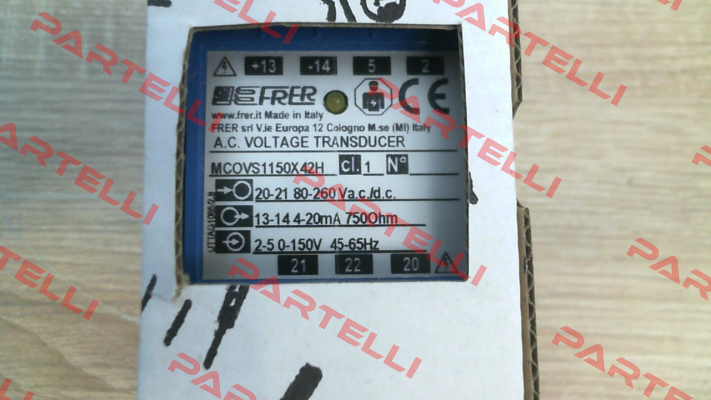 +13 -14 5 2
FRER CE
www.frer.it Made in Italy
FRER srl V.le Europa 12 Cologno M.se (MI) Italy
A.C. VOLTAGE TRANSDUCER
MCOVS1150X42H cl. 1 N°
20-21 80-260 Va.c./d.c.
13-14 4-20mA 750Ohm
2-5 0-150V 45-65Hz
21 22 20
PARTELLI
PARTELLI
PARTELLI
PARTELLI
PARTELLI
PARTELLI
PARTELLI